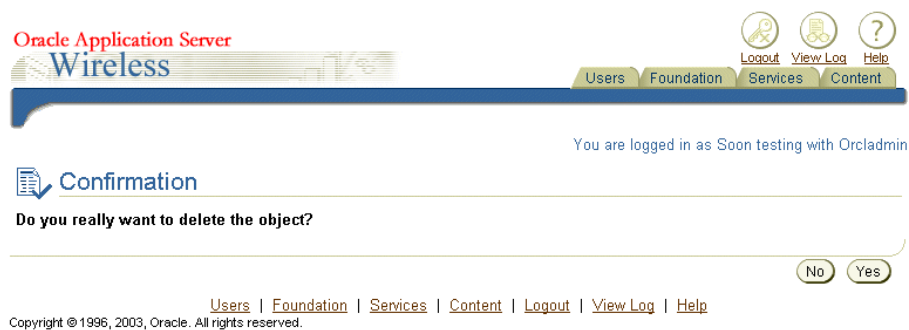 Oracle Application Server
Wireless
Logout View Log Help
Users Foundation Services Content
You are logged in as Soon testing with Orcladmin
Confirmation
Do you really want to delete the object?
No Yes
Users | Foundation | Services | Content | Logout | View Log | Help
Copyright © 1996, 2003, Oracle. All rights reserved.